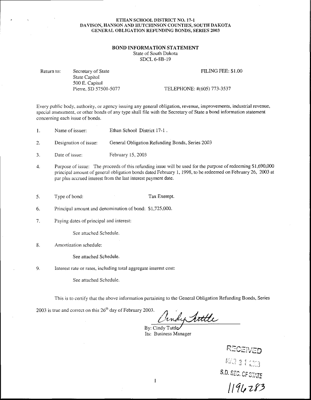 ETHAN SCHOOL DISTRICT NO. 17-1
DAVISON, HANSON AND HUTCHINSON COUNTIES, SOUTH DAKOTA
GENERAL OBLIGATION REFUNDING BONDS, SERIES 2003
BOND INFORMATION STATEMENT
State of South Dakota
SDCL 6-8B-19
Return to: Secretary of State FILING FEE: $1.00
State Capitol
500 E. Capitol
Pierre, SD 57501-5077 TELEPHONE: #(605) 773-3537
Every public body, authority, or agency issuing any general obligation, revenue, improvements, industrial revenue,
special assessment, or other bonds of any type shall file with the Secretary of State a bond information statement
concerning each issue of bonds.
1. Name of issuer: Ethan School District 17-1 .
2. Designation of issue: General Obligation Refunding Bonds, Series 2003
3. Date of issue: February 15, 2003
4. Purpose of issue: The proceeds of this refunding issue will be used for the purpose of redeeming $1,690,000
principal amount of general obligation bonds dated February 1, 1998, to be redeemed on February 26, 2003 at
par plus accrued interest from the last interest payment date.
5. Type of bond: Tax Exempt.
6. Principal amount and denomination of bond: $1,725,000.
7. Paying dates of principal and interest:
See attached Schedule.
8. Amortization schedule:
See attached Schedule.
9. Interest rate or rates, including total aggregate interest cost:
See attached Schedule.
This is to certify that the above information pertaining to the General Obligation Refunding Bonds, Series
2003 is true and correct on this 26th day of February 2003.
Cindy Tuttle
By: Cindy Tuttle
Its: Business Manager
RECEIVED
S.D. SEC. OF STATE
1196283
1